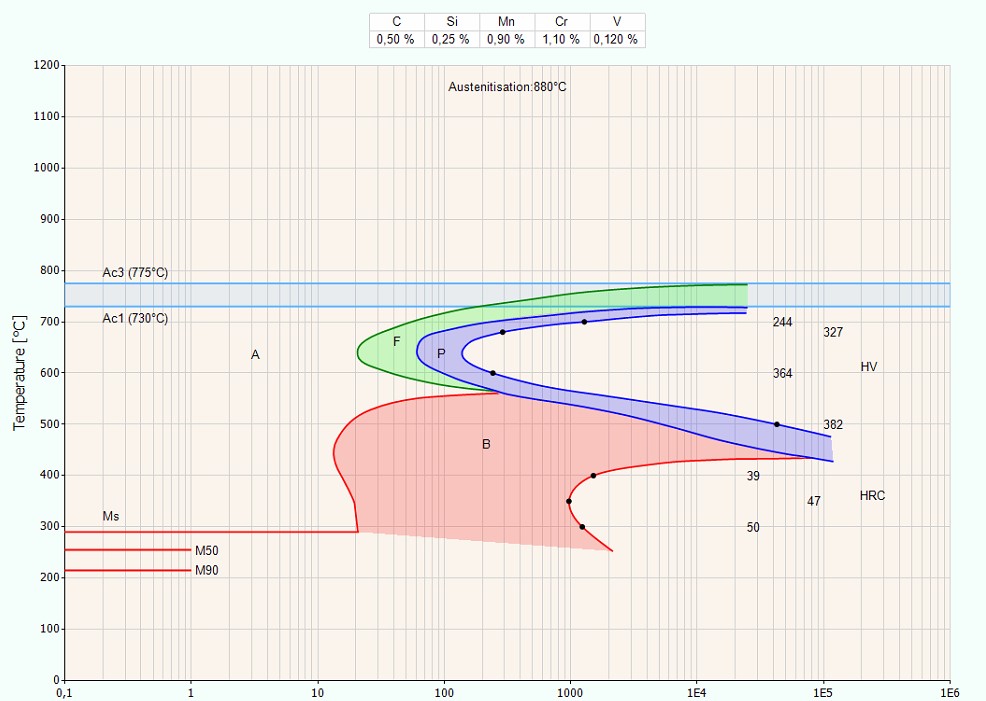 C Si Mn Cr V
0,50 % 0,25 % 0,90 % 1,10 % 0,120 %
1200
Austenitisation:880°C
1100
1000
900
800
Ac3 (775°C)
Ac1 (730°C)
700
244
327
F
A
P
HV
600
364
500
382
B
400
39
HRC
47
Ms
300
50
M50
M90
200
100
0
0,1 1 10 100 1000 1E4 1E5 1E6
Temperature [°C]